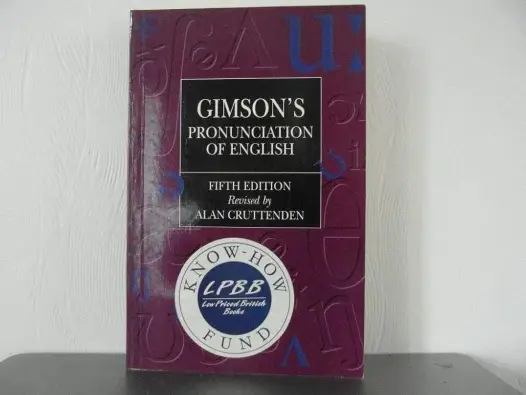 GIMSON'S
PRONUNCIATION
OF ENGLISH
FIFTH EDITION
Revised by
ALAN CRUTTENDEN
KNOW-HOW
LPBB
Low Priced British
Books
FUND